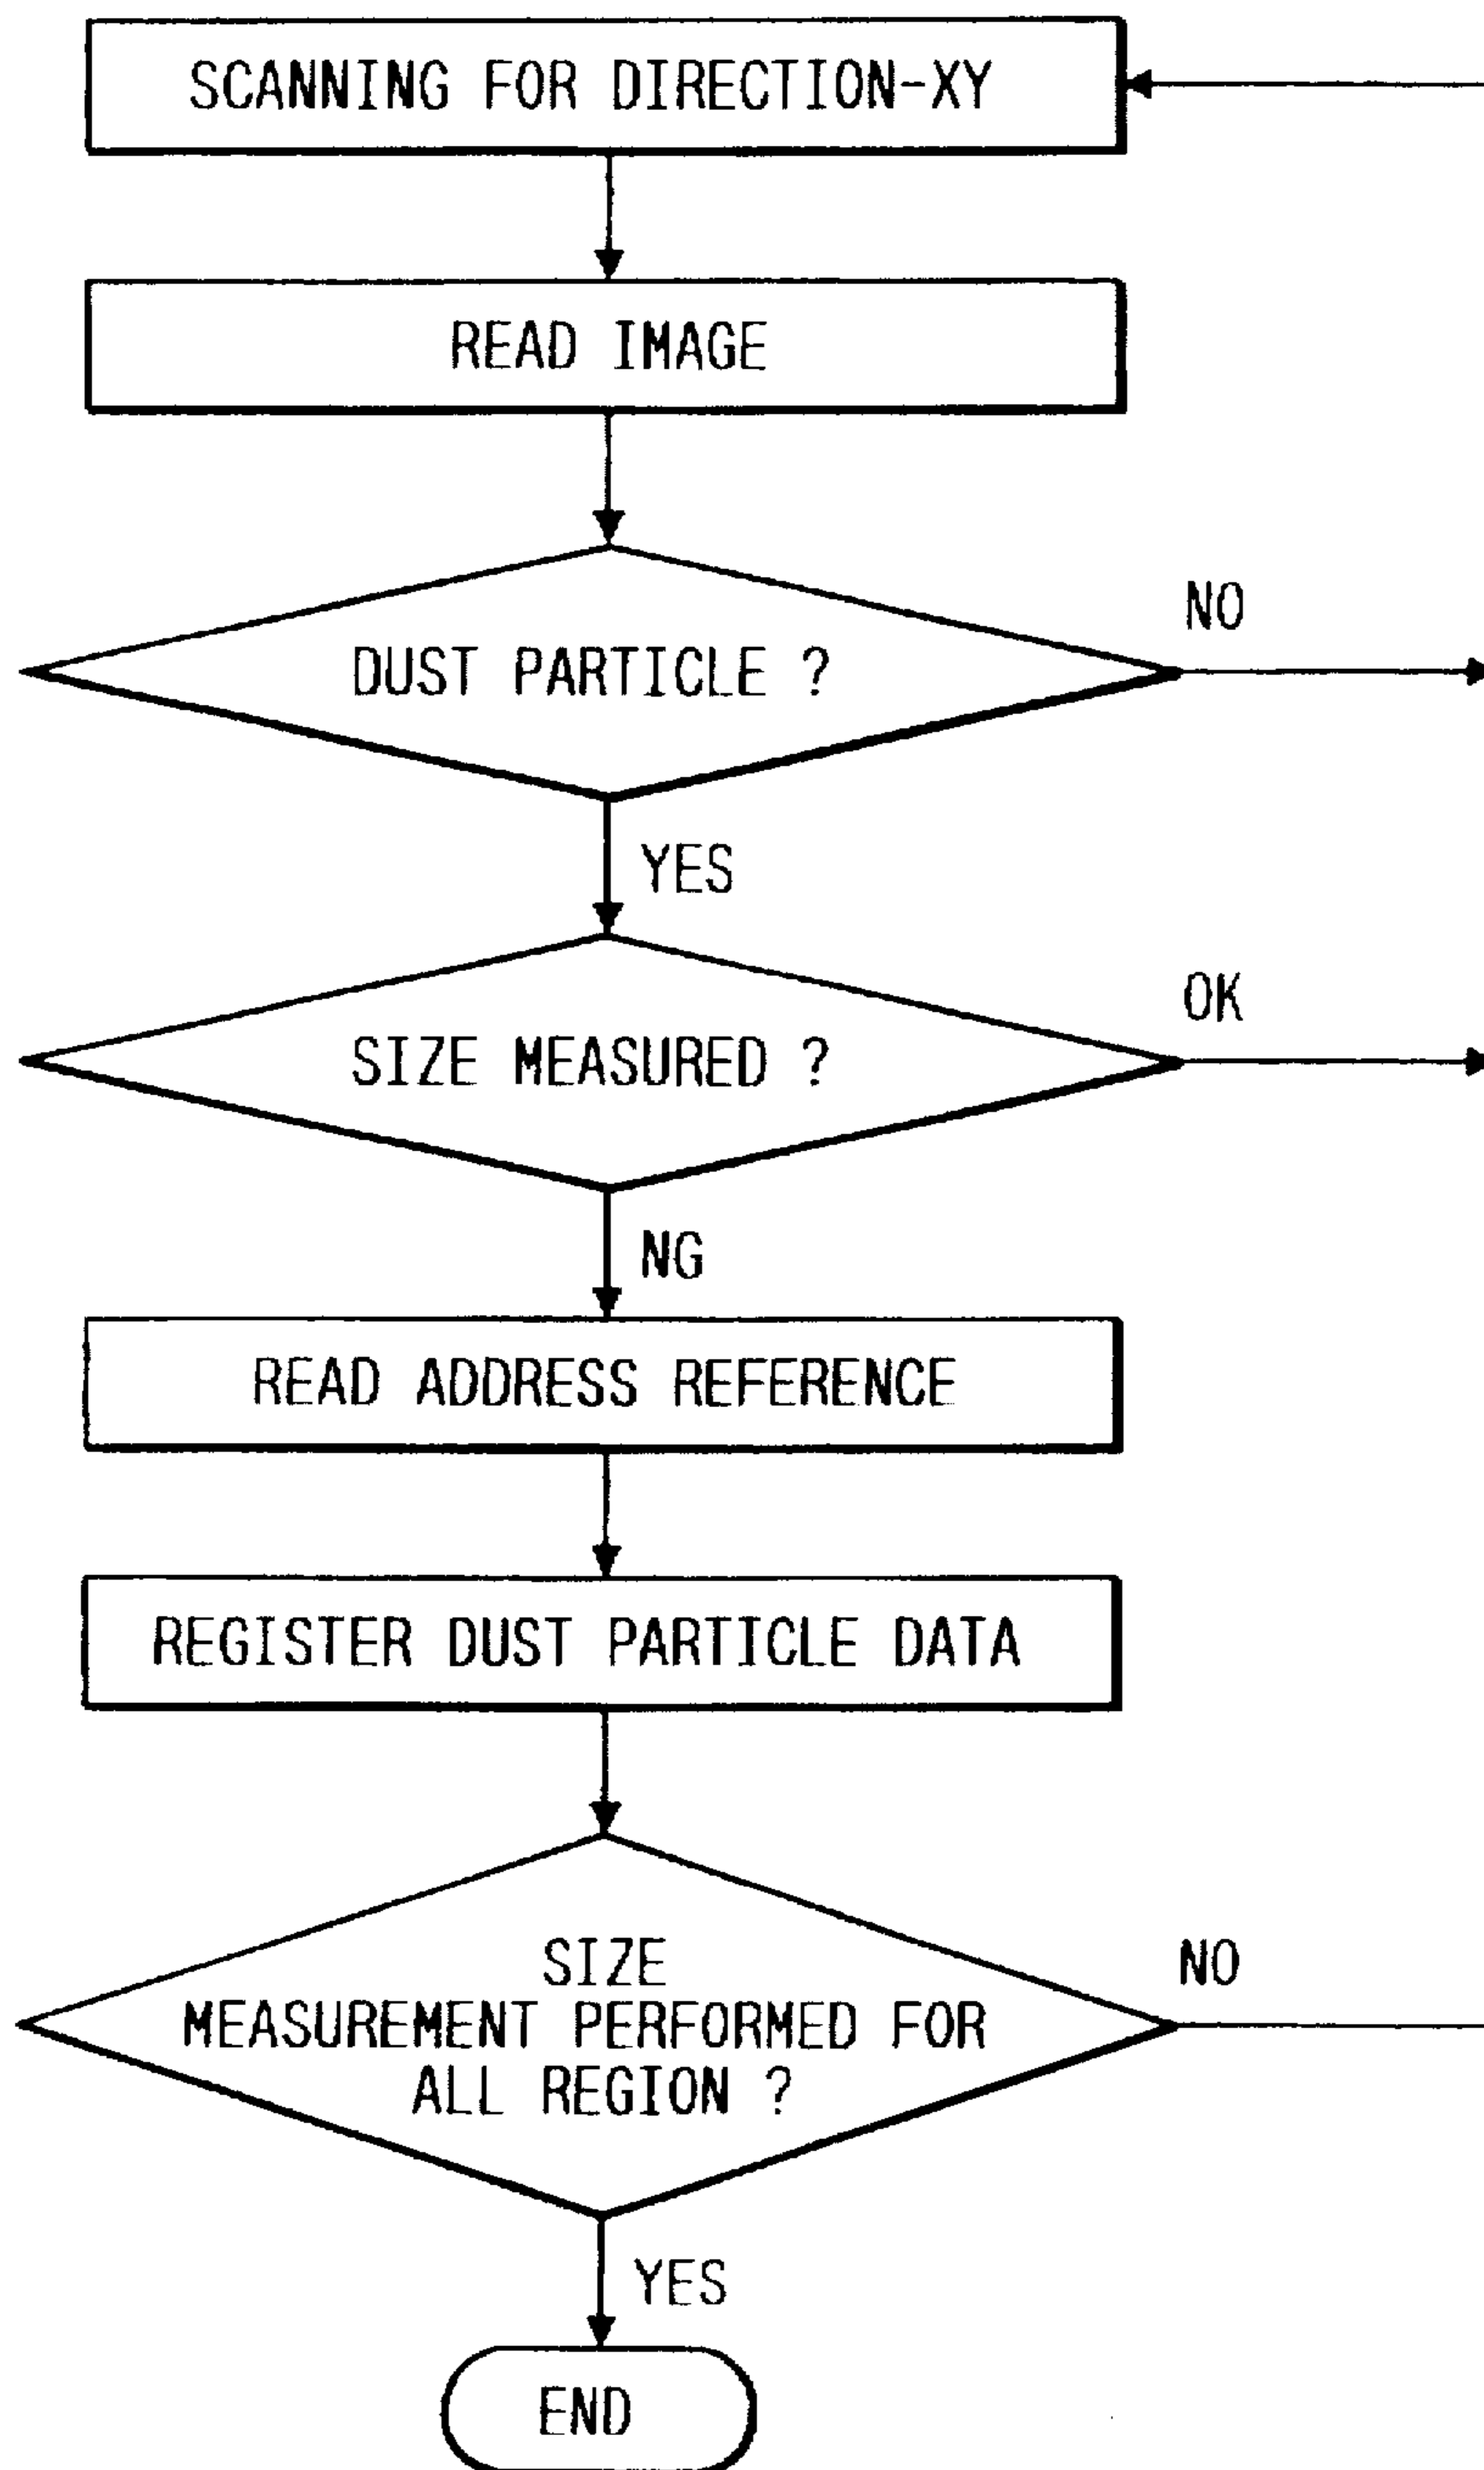 SCANNING FOR DIRECTION-XY
READ IMAGE
DUST PARTICLE ?
NO
YES
SIZE MEASURED ?
OK
NG
READ ADDRESS REFERENCE
REGISTER DUST PARTICLE DATA
SIZE
MEASUREMENT PERFORMED FOR
ALL REGION ?
NO
YES
END